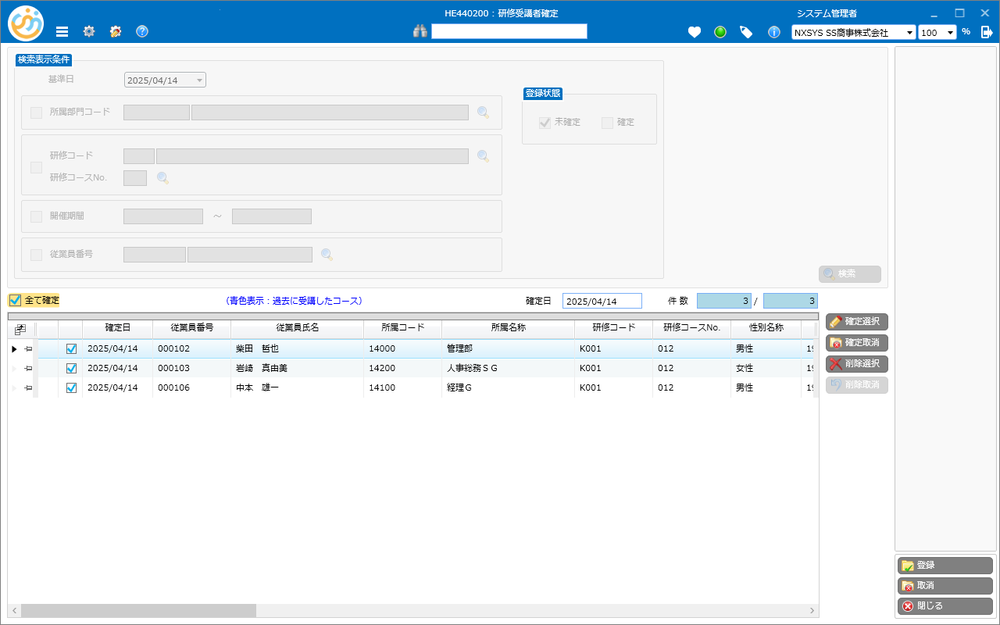 HE440200：研修受講者確定
システム管理者
NXSYS SS商事株式会社
100
%
検索表示条件
基準日
2025/04/14
所属部門コード
登録状態
未確定
確定
研修コード
研修コースNo.
開催期間
～
従業員番号
検索
全て確定
（青色表示：過去に受講したコース）
確定日
2025/04/14
件 数
3 / 3
確定日 従業員番号 従業員氏名 所属コード 所属名称 研修コード 研修コースNo. 性別名称
2025/04/14 000102 柴田　哲也 14000 管理部 K001 012 男性 19
2025/04/14 000103 岩崎　真由美 14200 人事総務ＳＧ K001 012 女性 19
2025/04/14 000106 中本　雄一 14100 経理Ｇ K001 012 男性 19
確定選択
確定取消
削除選択
削除取消
登録
取消
閉じる